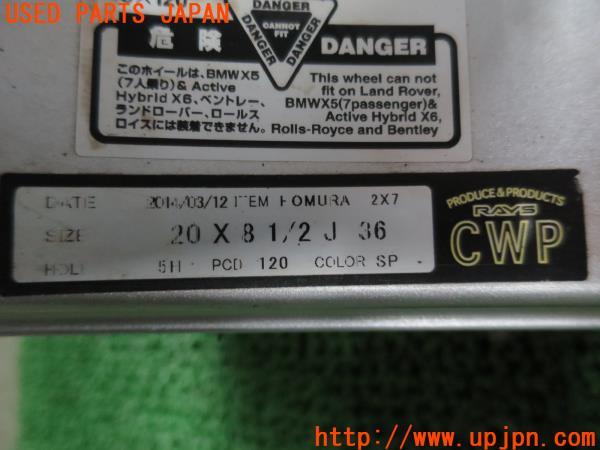 USED PARTS JAPAN
DANGER
CANNOT FIT
DANGER
DANGER
危険
DANGER
このホイールは、BMWX5
(7人乗り)& Active
Hybrid X6、ベントレー、
ランドローバー、ロールス
ロイスには装着できません。
This wheel can not
fit on Land Rover,
BMWX5(7passenger)&
Active Hybrid X6,
Rolls-Royce and Bentley
DATE 2014/03/12 ITEM HOMURA 2X7
SIZE 20 X 8 1/2 J 36
HOLE 5H PCD 120 COLOR SP
PRODUCE & PRODUCTS
RAYS
CWP
UPJ http://www.upjpn.com